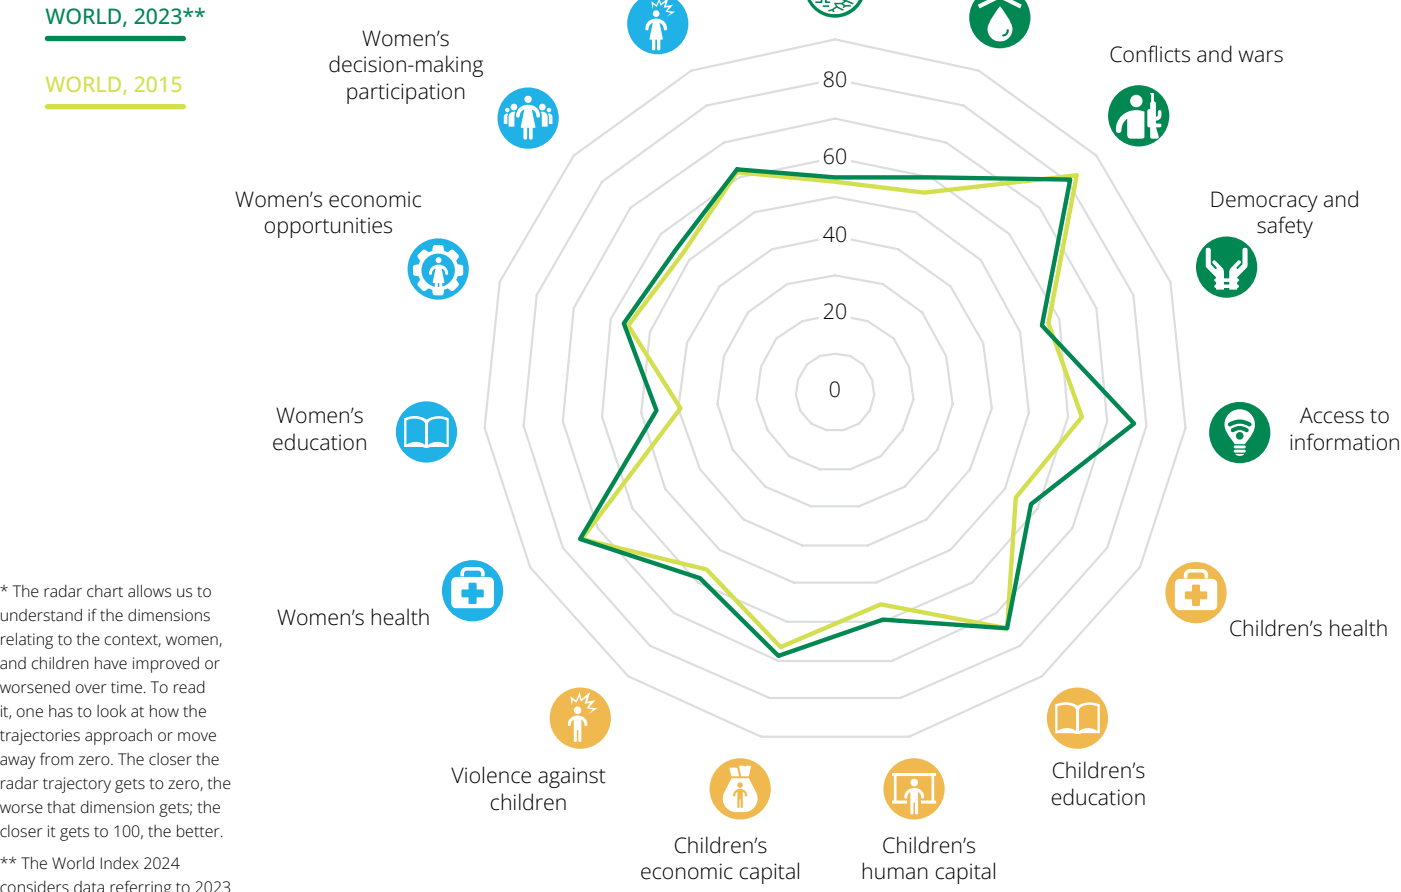 WORLD, 2023**
WORLD, 2015
Women’s
decision-making
participation
Women’s economic
opportunities
Women’s
education
Women’s health
Violence against
children
Children’s
economic capital
Children’s
human capital
Children’s
education
Children’s health
Access to
information
Democracy and
safety
Conflicts and wars
80
60
40
20
0
* The radar chart allows us to
understand if the dimensions
relating to the context, women,
and children have improved or
worsened over time. To read
it, one has to look at how the
trajectories approach or move
away from zero. The closer the
radar trajectory gets to zero, the
worse that dimension gets; the
closer it gets to 100, the better.
** The World Index 2024
considers data referring to 2023